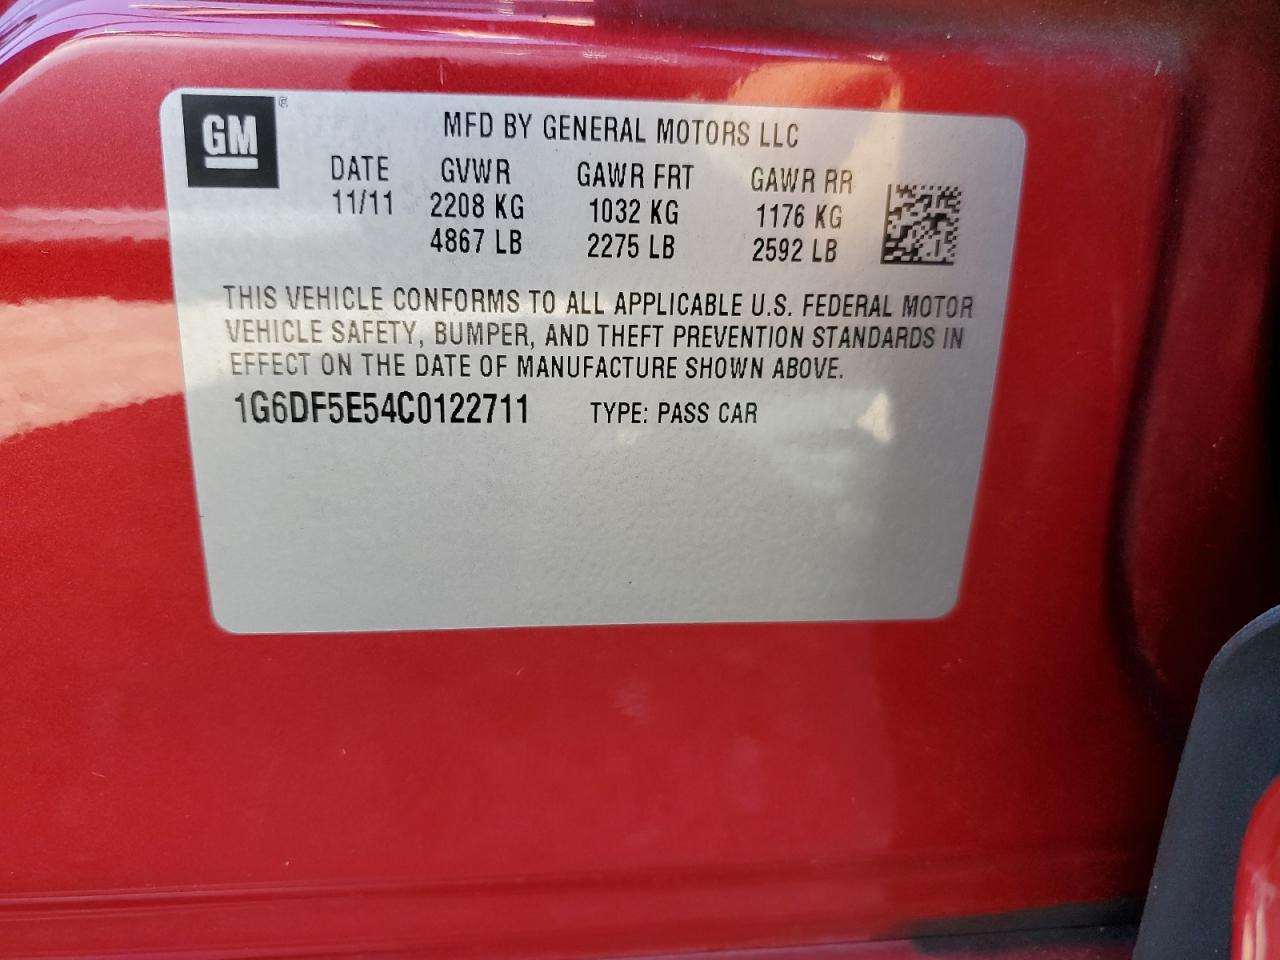 GM ®
MFD BY GENERAL MOTORS LLC
DATE GVWR GAWR FRT GAWR RR
11/11 2208 KG 1032 KG 1176 KG
4867 LB 2275 LB 2592 LB
THIS VEHICLE CONFORMS TO ALL APPLICABLE U.S. FEDERAL MOTOR
VEHICLE SAFETY, BUMPER, AND THEFT PREVENTION STANDARDS IN
EFFECT ON THE DATE OF MANUFACTURE SHOWN ABOVE.
1G6DF5E54C0122711 TYPE: PASS CAR